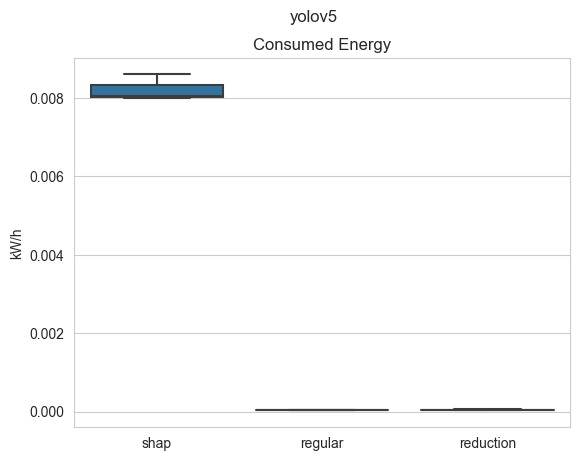 yolov5
Consumed Energy
kW/h
0.008
0.006
0.004
0.002
0.000
shap
regular
reduction